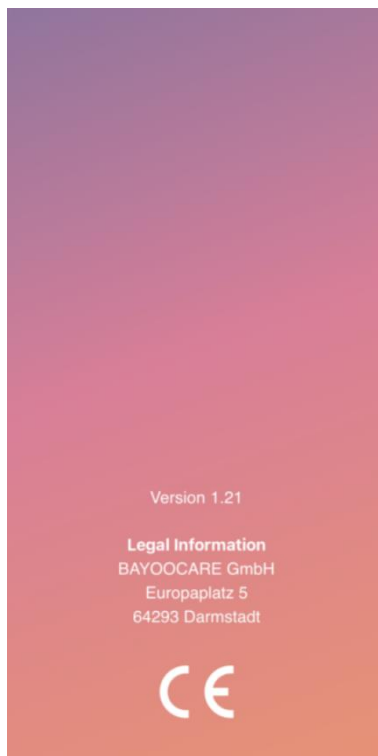 Version 1.21
Legal Information
BAYOOCARE GmbH
Europaplatz 5
64293 Darmstadt
CE